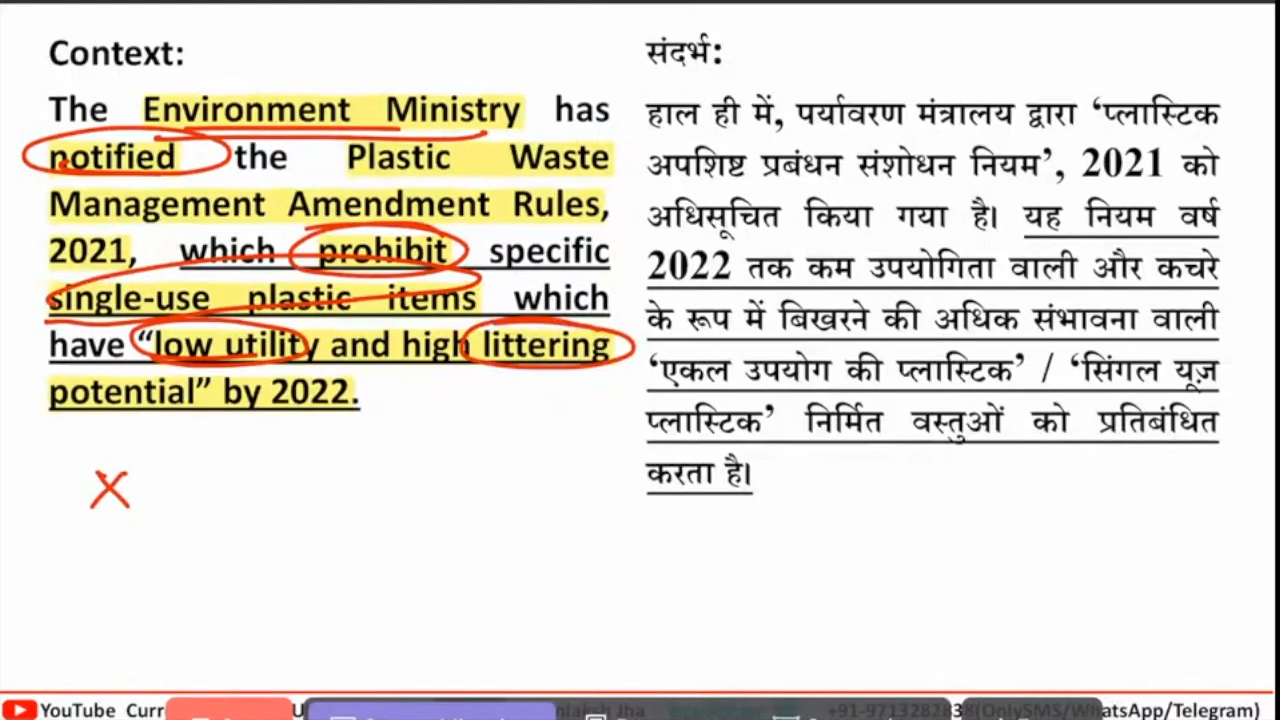 Context:
The Environment Ministry has
notified the Plastic Waste
Management Amendment Rules,
2021, which prohibit specific
single-use plastic items which
have “low utility and high littering
potential” by 2022.
संदर्भ:
हाल ही में, पर्यावरण मंत्रालय द्वारा ‘प्लास्टिक
अपशिष्ट प्रबंधन संशोधन नियम’, 2021 को
अधिसूचित किया गया है। यह नियम वर्ष
2022 तक कम उपयोगिता वाली और कचरे
के रूप में बिखरने की अधिक संभावना वाली
‘एकल उपयोग की प्लास्टिक’ / ‘सिंगल यूज़
प्लास्टिक’ निर्मित वस्तुओं को प्रतिबंधित
करता है।
YouTube +91-9713282838(OnlySMS/WhatsApp/Telegram)